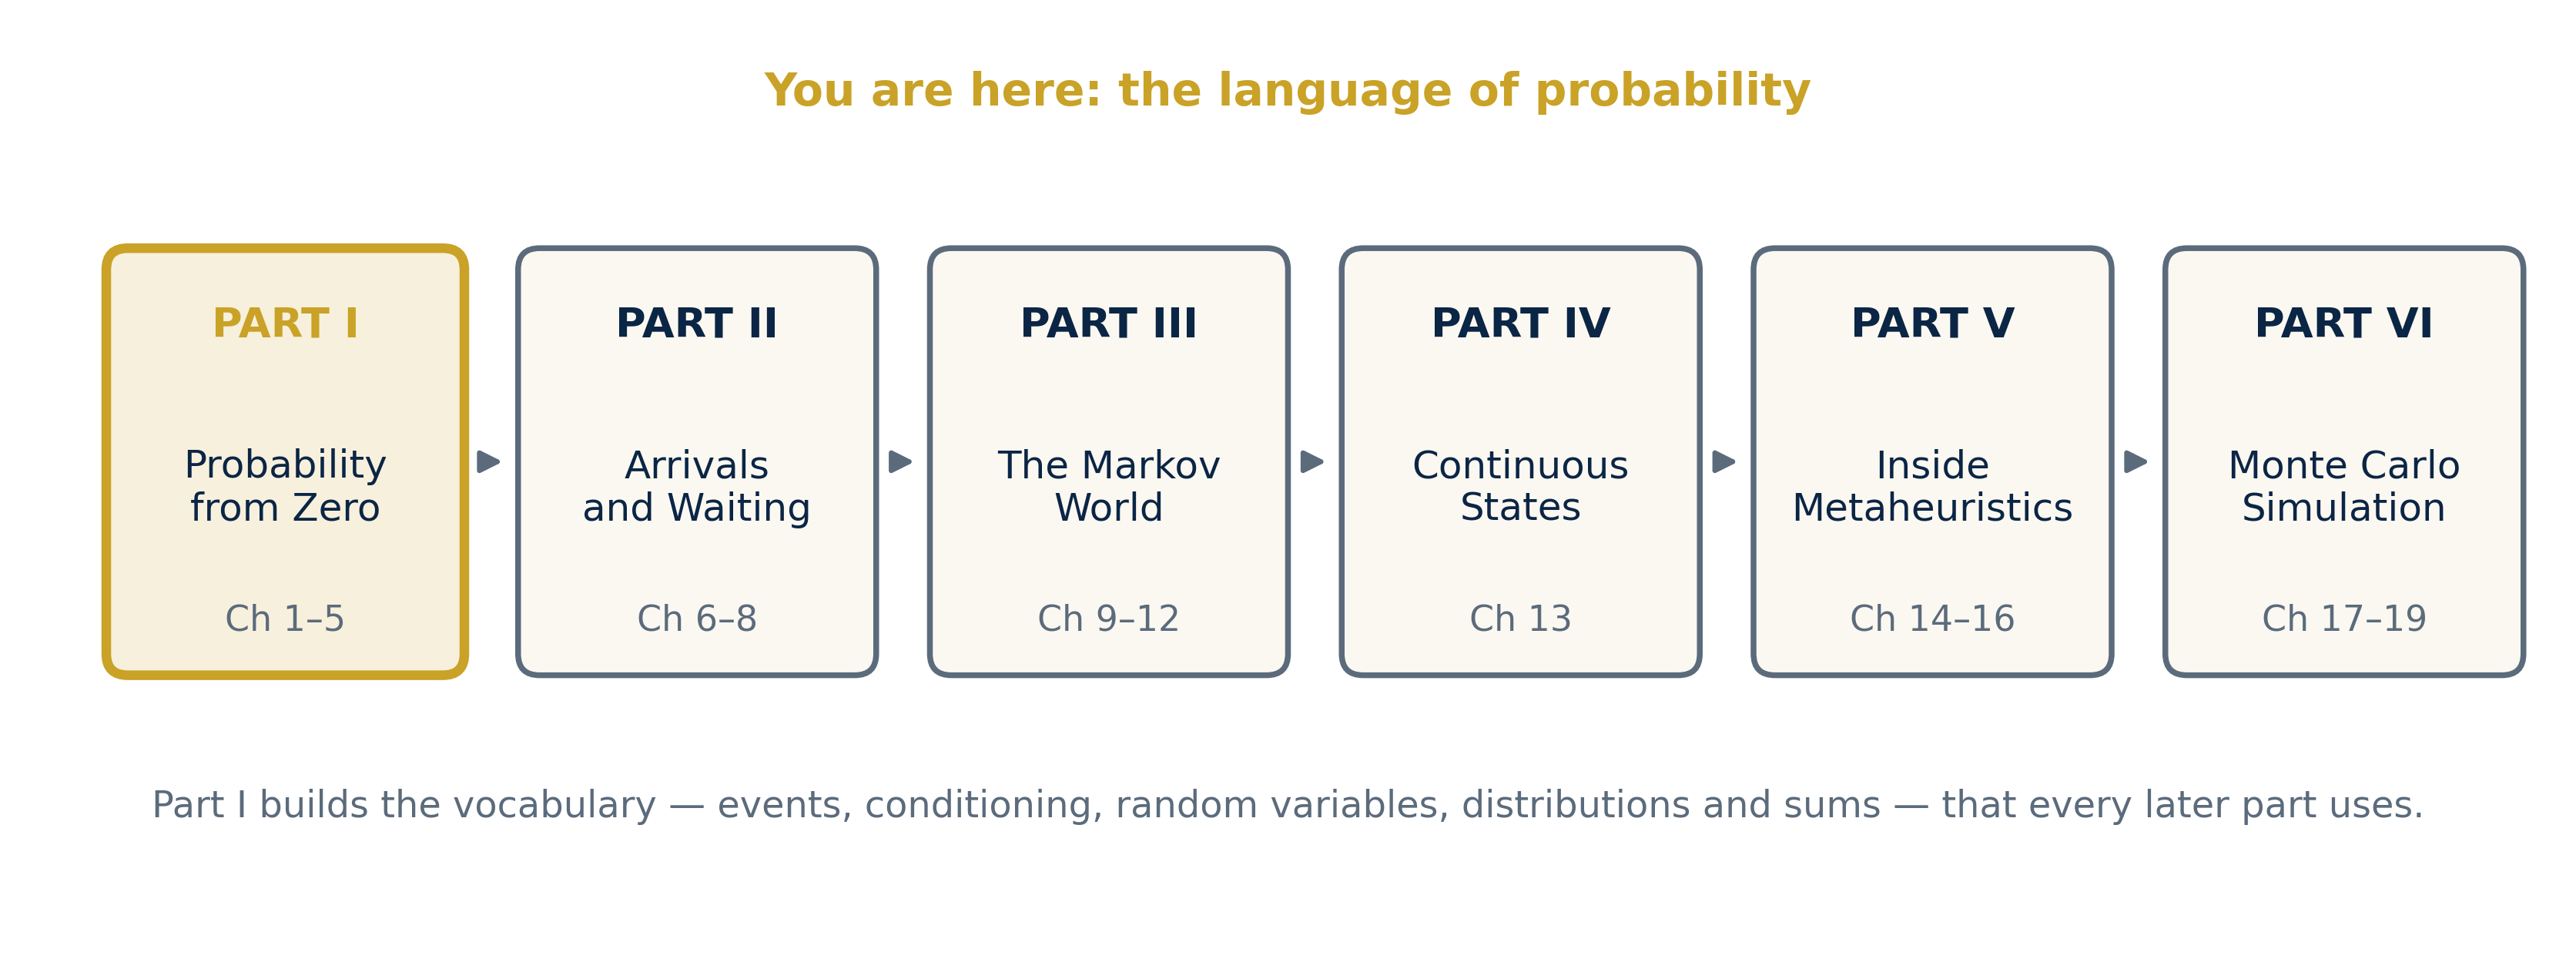 You are here: the language of probability
PART I
Probability
from Zero
Ch 1–5
PART II
Arrivals
and Waiting
Ch 6–8
PART III
The Markov
World
Ch 9–12
PART IV
Continuous
States
Ch 13
PART V
Inside
Metaheuristics
Ch 14–16
PART VI
Monte Carlo
Simulation
Ch 17–19
Part I builds the vocabulary — events, conditioning, random variables, distributions and sums — that every later part uses.